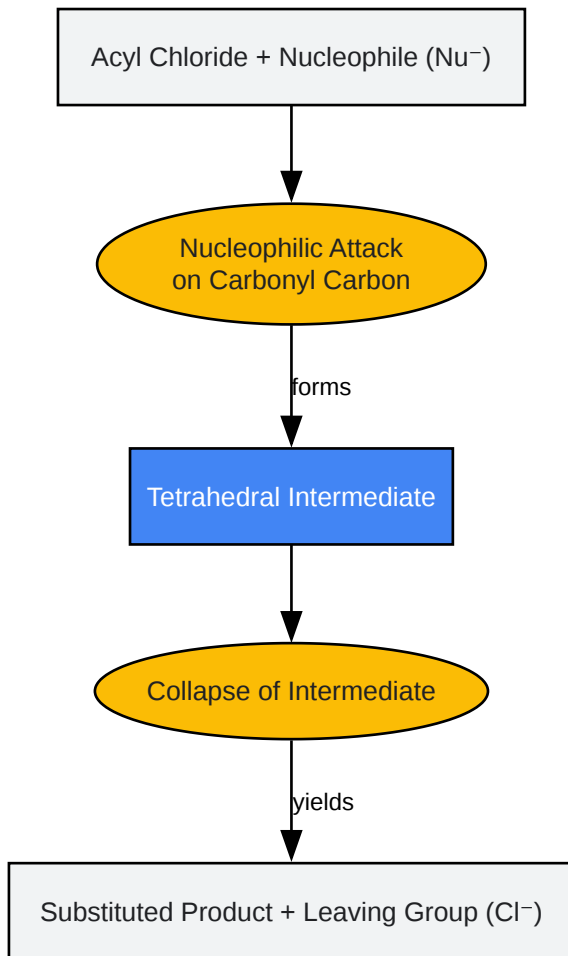 Acyl Chloride + Nucleophile (Nu⁻)
Nucleophilic Attack
on Carbonyl Carbon
forms
Tetrahedral Intermediate
Collapse of Intermediate
yields
Substituted Product + Leaving Group (Cl⁻)